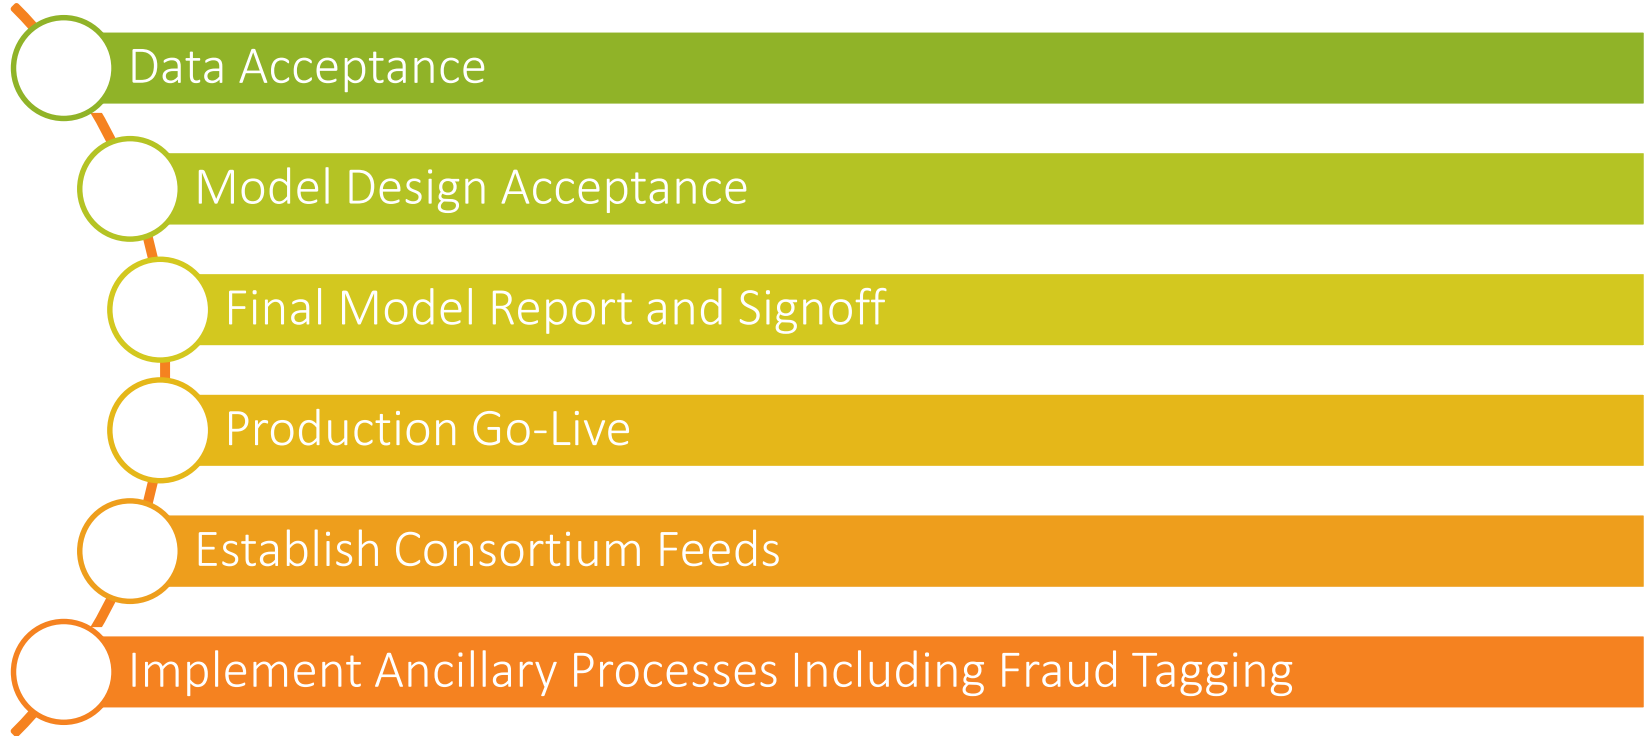 Data Acceptance
Model Design Acceptance
Final Model Report and Signoff
Production Go-Live
Establish Consortium Feeds
Implement Ancillary Processes Including Fraud Tagging